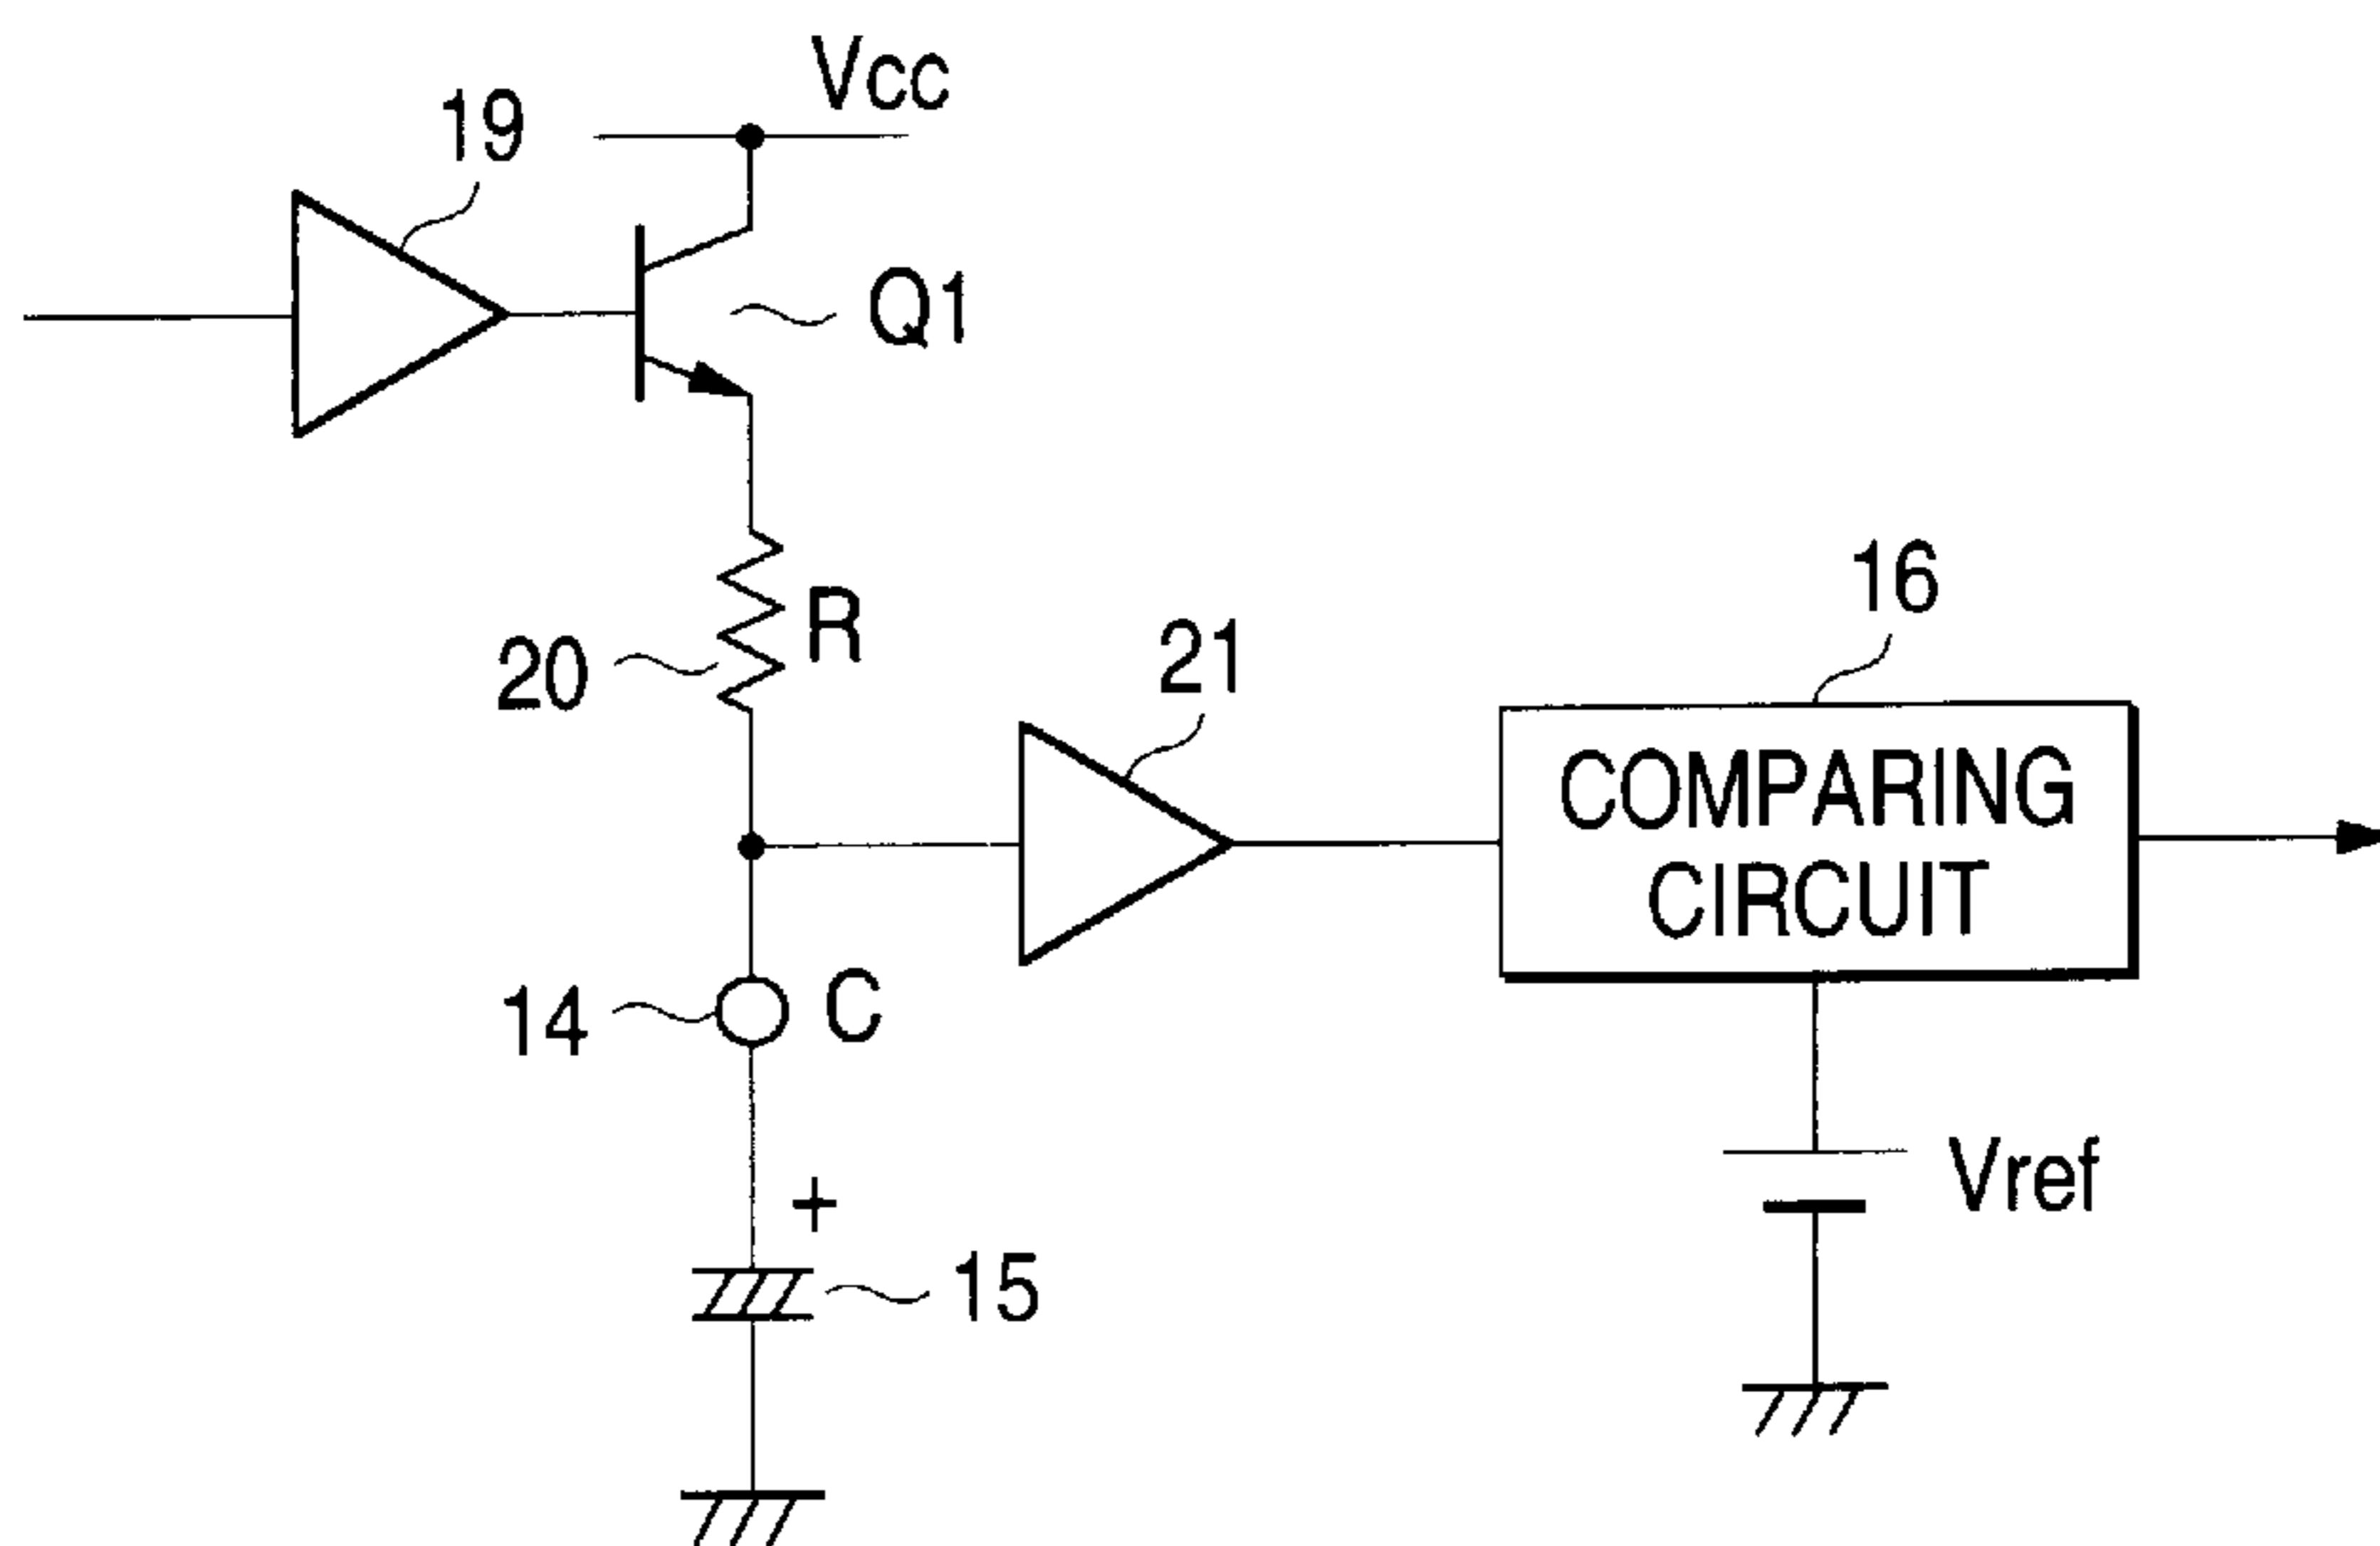 Vcc
19
Q1
R
20
21
16
COMPARING
CIRCUIT
14
C
+
Vref
15